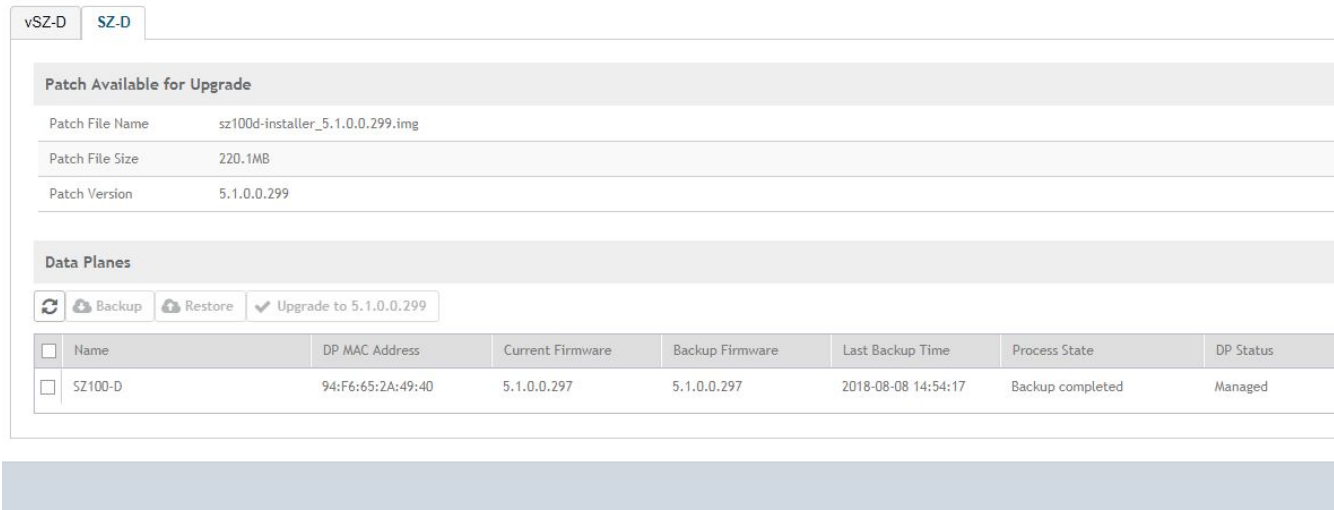 vSZ-D SZ-D
Patch Available for Upgrade
Patch File Name sz100d-installer_5.1.0.0.299.img
Patch File Size 220.1MB
Patch Version 5.1.0.0.299
Data Planes
Backup Restore Upgrade to 5.1.0.0.299
Name DP MAC Address Current Firmware Backup Firmware Last Backup Time Process State DP Status
SZ100-D 94:F6:65:2A:49:40 5.1.0.0.297 5.1.0.0.297 2018-08-08 14:54:17 Backup completed Managed